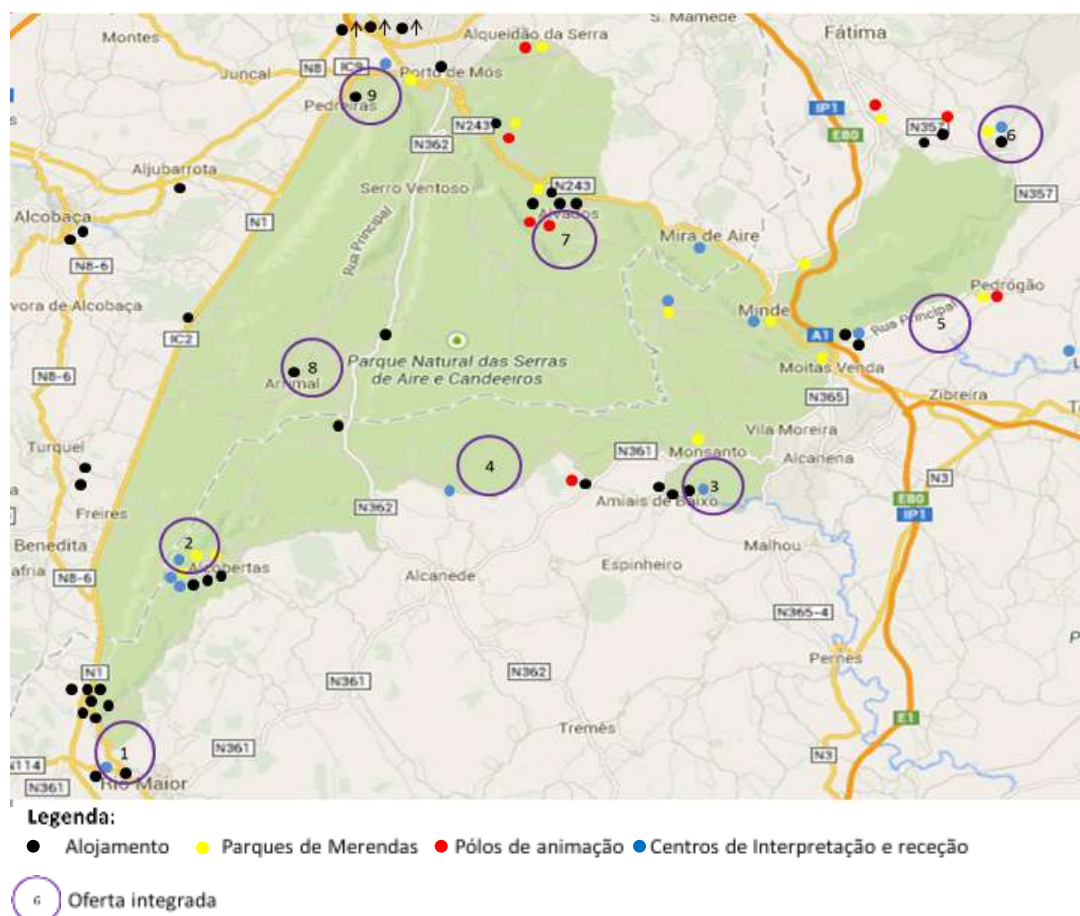 Montes
S. Mamede
Fátima
Alqueidão da Serra
Juncal
N8
IC9
Porto de Mós
IP1
Pedreiras
9
E80
N357
6
N243
N362
Aljubarrota
Serro Ventoso
N243
N357
Alcobaça
N1
Alvados
Rua Principal
7
Mira de Aire
N8-6
vora de Alcobaça
Pedrógão
Minde
Rua Principal
5
IC2
A1
Parque Natural das Serras
de Aire e Candeeiros
8
Arrimal
Moitas Venda
N8-6
N365
Zibreira
Vila Moreira
Turquel
4
N361
Monsanto
Alcanena
3
N3
Amiais de Baixo
E80
IP1
Freires
N362
Benedita
2
Malhou
afria
Alcobertas
Espinheiro
N8-6
Alcanede
N365-4
Pernes
N1
N361
N362
E1
Tremês
1
N361
N3
N114
Rio Maior
N361
Legenda:
Alojamento Parques de Merendas Pólos de animação Centros de Interpretação e receção
G Oferta integrada